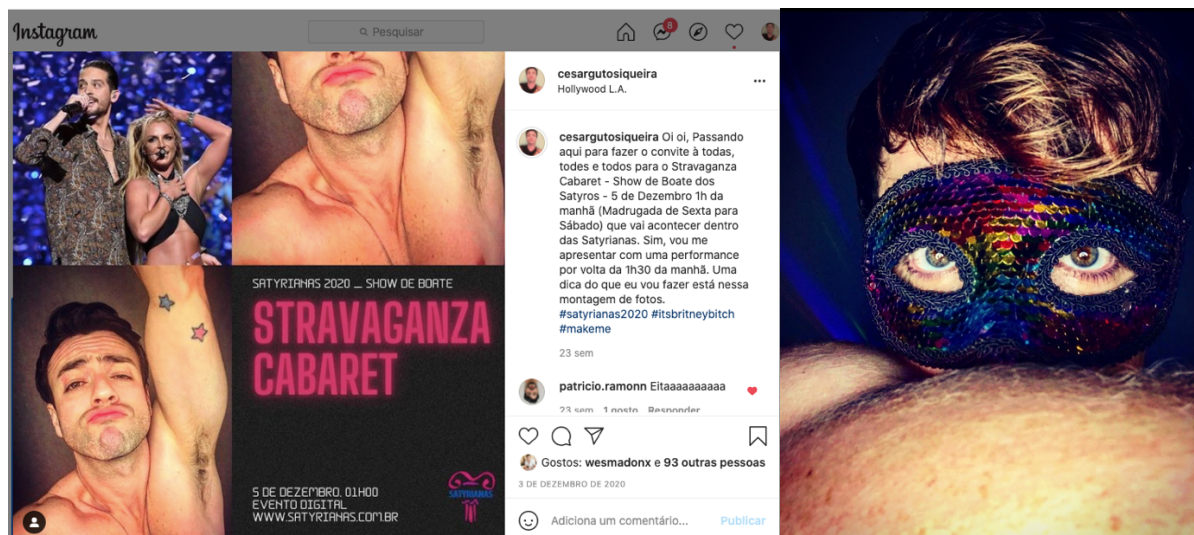 Instagram
Pesquisar
8
cesargutosiqueira
Hollywood L.A.
cesargutosiqueira Oi oi, Passando
aqui para fazer o convite à todas,
todes e todos para o Stravaganza
Cabaret - Show de Boate dos
Satyros - 5 de Dezembro 1h da
manhã (Madrugada de Sexta para
Sábado) que vai acontecer dentro
das Satyrianas. Sim, vou me
apresentar com uma performance
por volta da 1h30 da manhã. Uma
dica do que eu vou fazer está nessa
montagem de fotos.
#satyrianas2020 #itsbritneybitch
#makeme
23 sem
patricio.ramonn Eitaaaaaaaaaa
23 sem 1 gosto Responder
Gostos: wesmadonx e 93 outras pessoas
3 DE DEZEMBRO DE 2020
Adiciona um comentário... Publicar
SATYRIANAS 2020 _ SHOW DE BOATE
STRAVAGANZA
CABARET
5 DE DEZEMBRO. 01H00
EVENTO DIGITAL
WWW.SATYRIANAS.COM.BR
SATYRIANAS